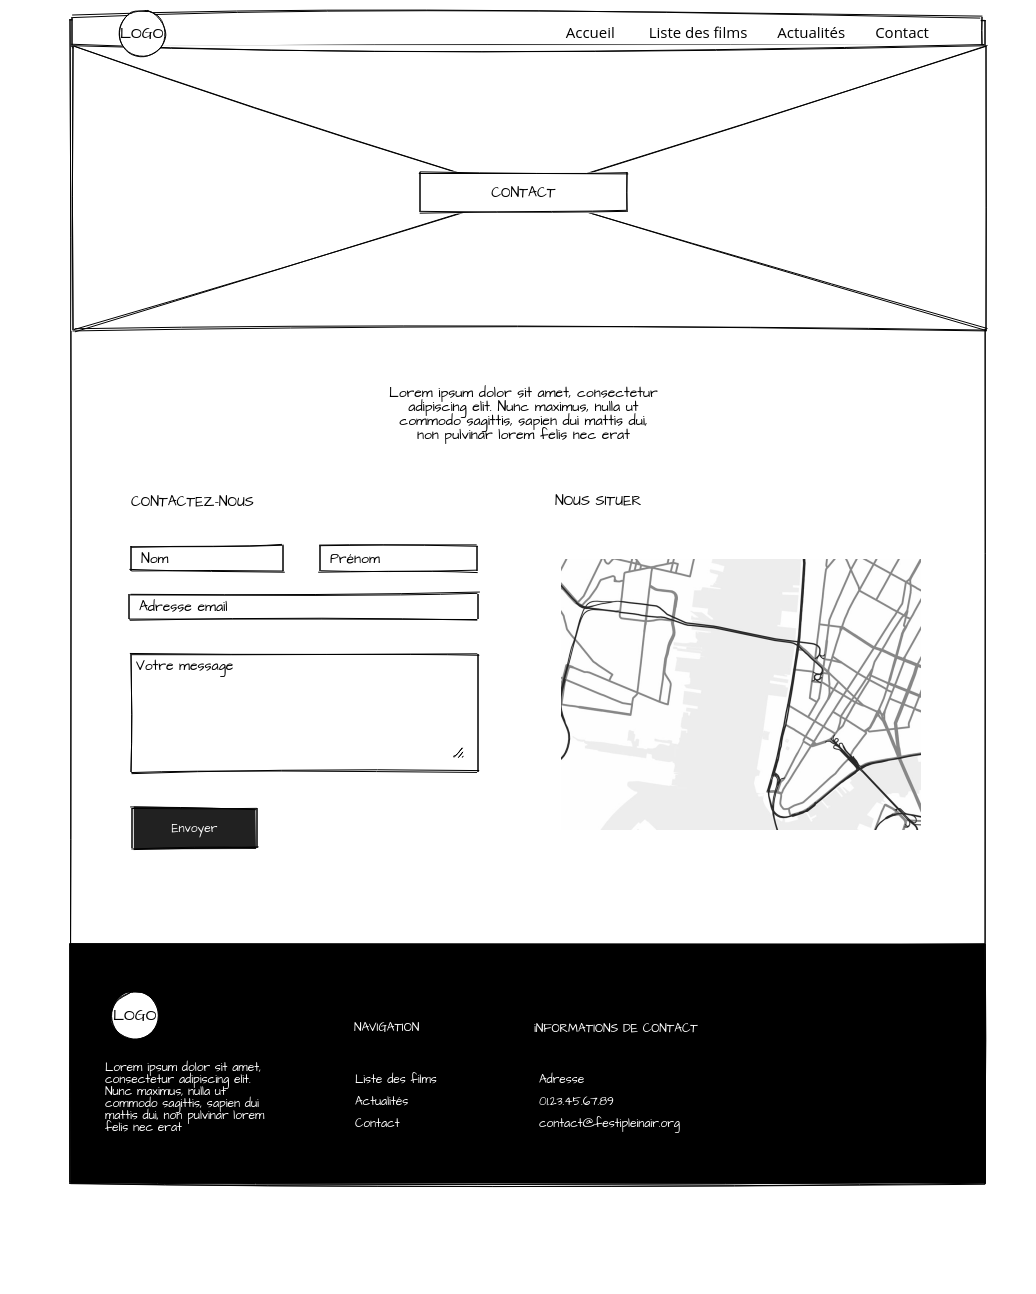 LOGO
Accueil
Liste des films
Actualités
Contact
CONTACT
Lorem ipsum dolor sit amet, consectetur
adipiscing elit. Nunc maximus, nulla ut
commodo sagittis, sapien dui mattis dui,
non pulvinar lorem felis nec erat
CONTACTEZ-NOUS
Nom
Prénom
Adresse email
Votre message
Envoyer
NOUS SITUER
LOGO
Lorem ipsum dolor sit amet,
consectetur adipiscing elit.
Nunc maximus, nulla ut
commodo sagittis, sapien dui
mattis dui, non pulvinar lorem
felis nec erat
NAVIGATION
Liste des films
Actualités
Contact
INFORMATIONS DE CONTACT
Adresse
01.23.45.67.89
contact@festipleinair.org